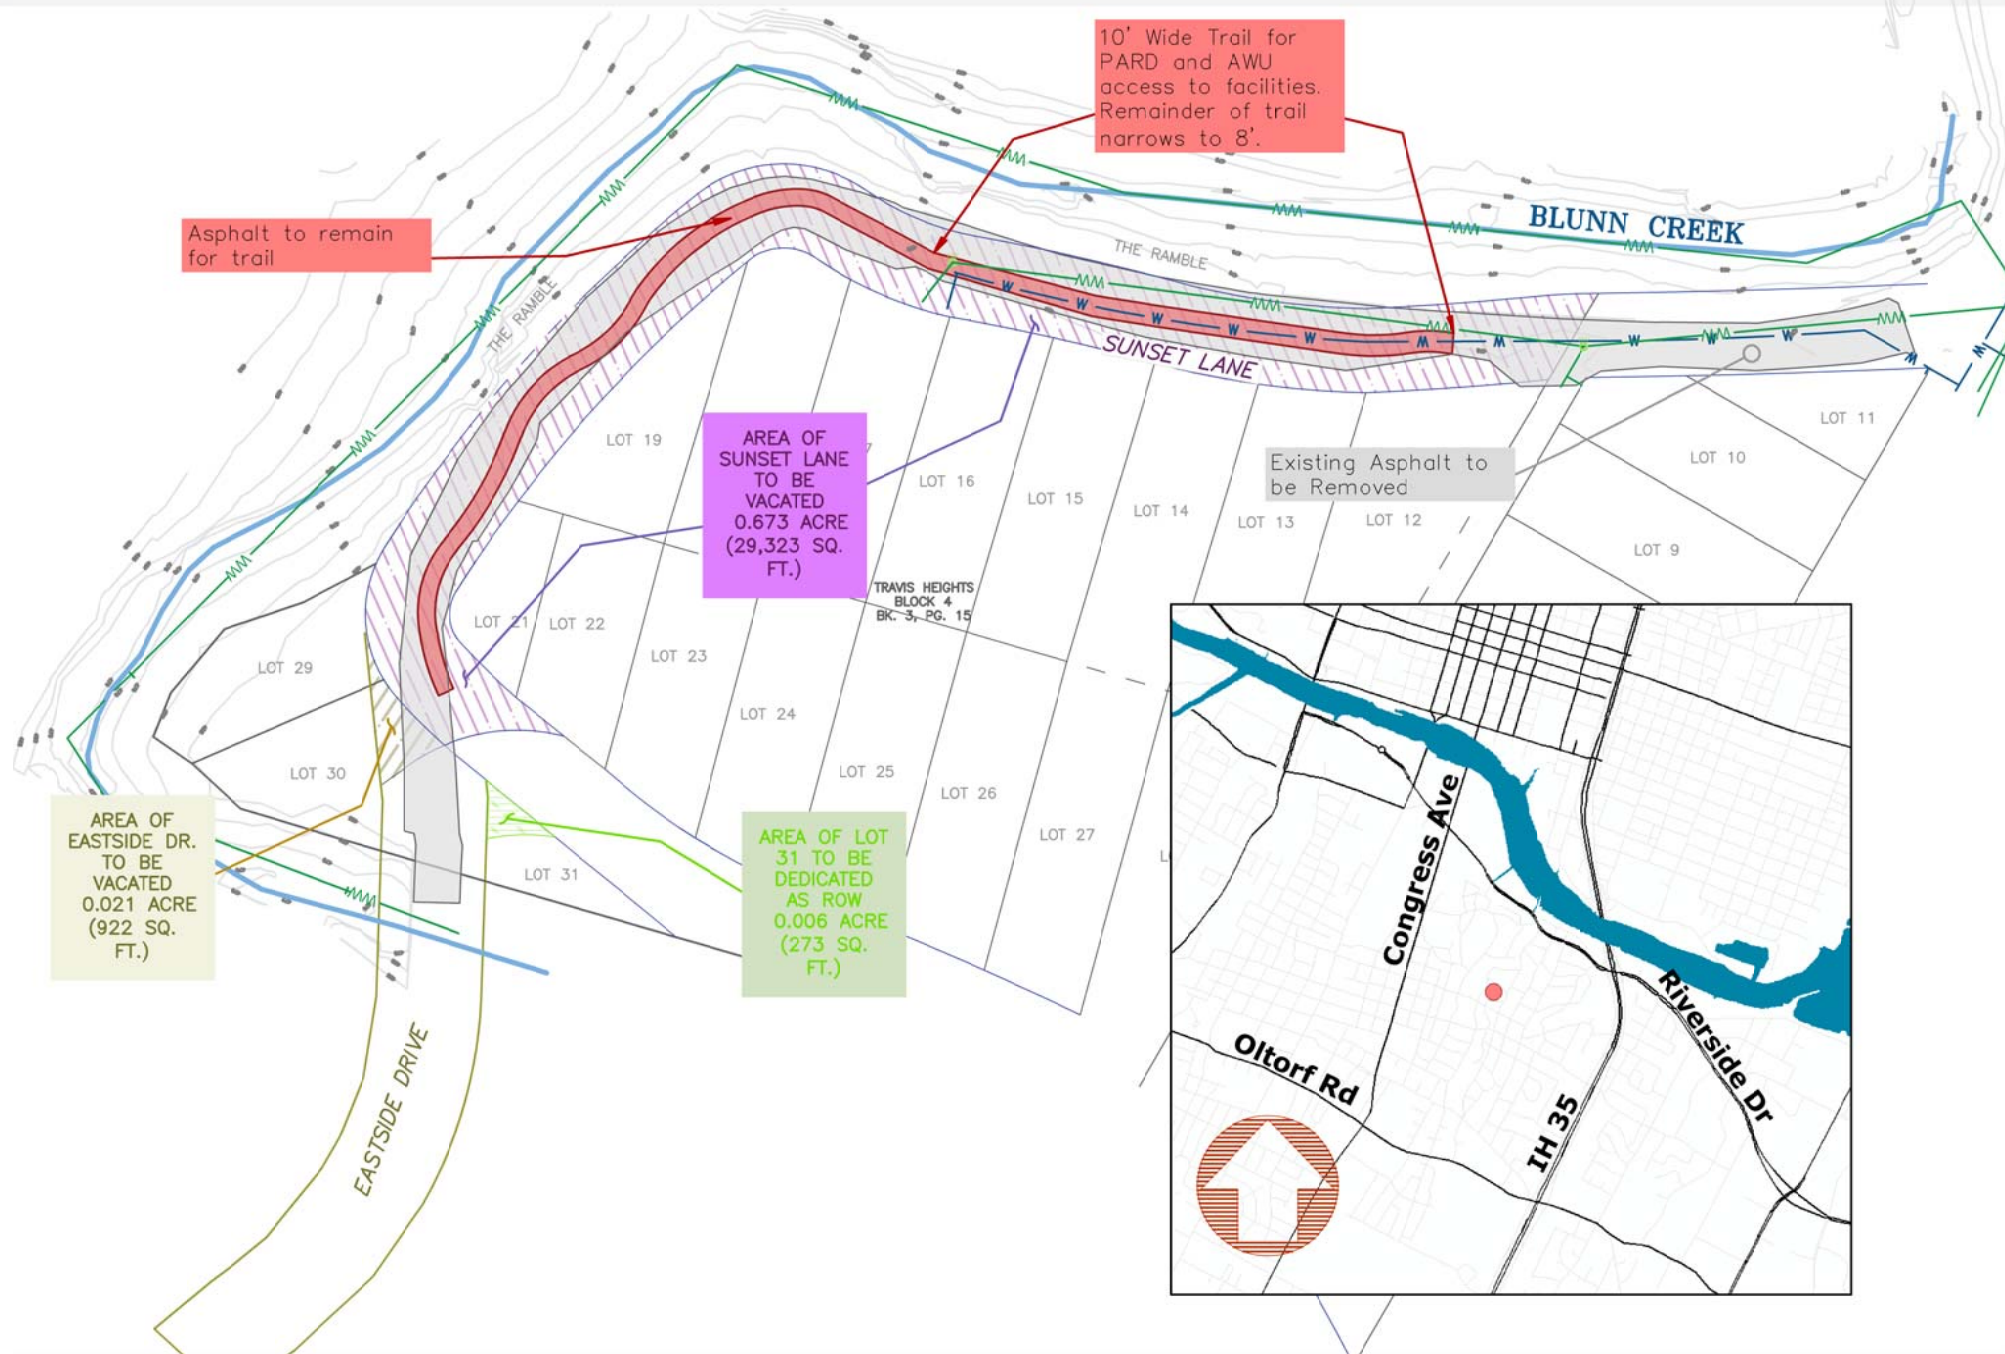 10' Wide Trail for
PARD and AWU
access to facilities.
Remainder of trail
narrows to 8'.
Asphalt to remain
for trail
BLUNN CREEK
THE RAMBLE
THE RAMBLE
SUNSET LANE
W W W W W W W W W
LOT 11
LOT 10
LOT 9
Existing Asphalt to
be Removed
LOT 12
LOT 13
LOT 14
LOT 15
LOT 16
7
LOT 19
AREA OF
SUNSET LANE
TO BE
VACATED
0.673 ACRE
(29,323 SQ.
FT.)
TRAVIS HEIGHTS
BLOCK 4
BK. 3, PG. 15
LOT 21
LOT 22
LOT 23
LOT 24
LOT 25
LOT 26
LOT 27
LOT 29
LOT 30
LOT 31
AREA OF
EASTSIDE DR.
TO BE
VACATED
0.021 ACRE
(922 SQ.
FT.)
AREA OF LOT
31 TO BE
DEDICATED
AS ROW
0.006 ACRE
(273 SQ.
FT.)
EASTSIDE DRIVE
Congress Ave
Oltorf Rd
IH 35
Riverside Dr